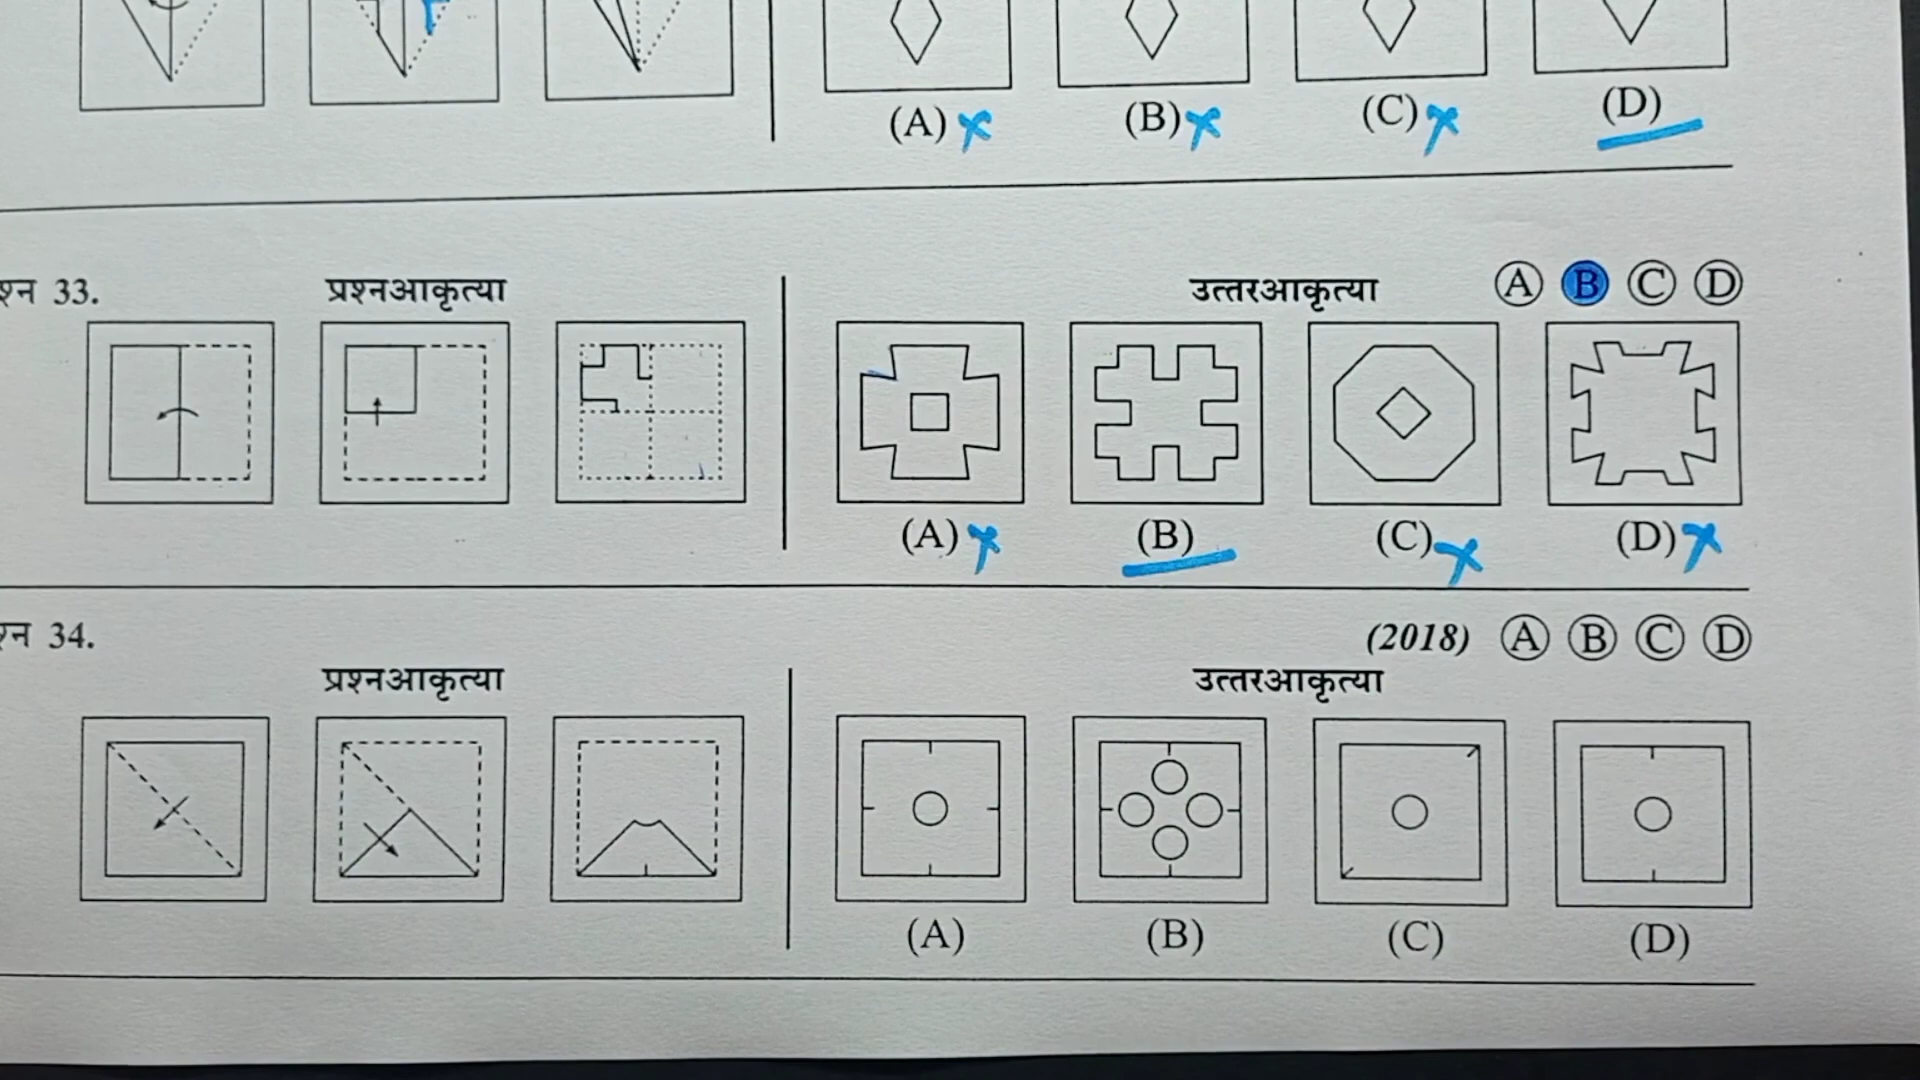 (A) (B) (C) (D)
33. प्रश्नआकृत्या उत्तरआकृत्या A B C D
(A) (B) (C) (D)
34. (2018) A B C D
प्रश्नआकृत्या उत्तरआकृत्या
(A) (B) (C) (D)